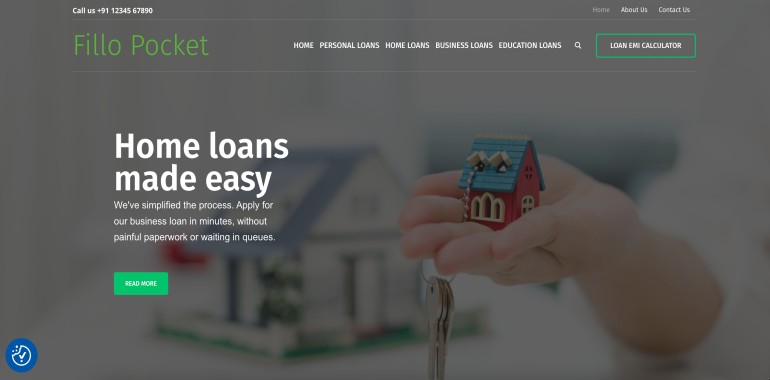 Call us +91 12345 67890
Home About Us Contact Us
Fillo Pocket
HOME PERSONAL LOANS HOME LOANS BUSINESS LOANS EDUCATION LOANS
LOAN EMI CALCULATOR
Home loans
made easy
We've simplified the process. Apply for
our business loan in minutes, without
painful paperwork or waiting in queues.
READ MORE